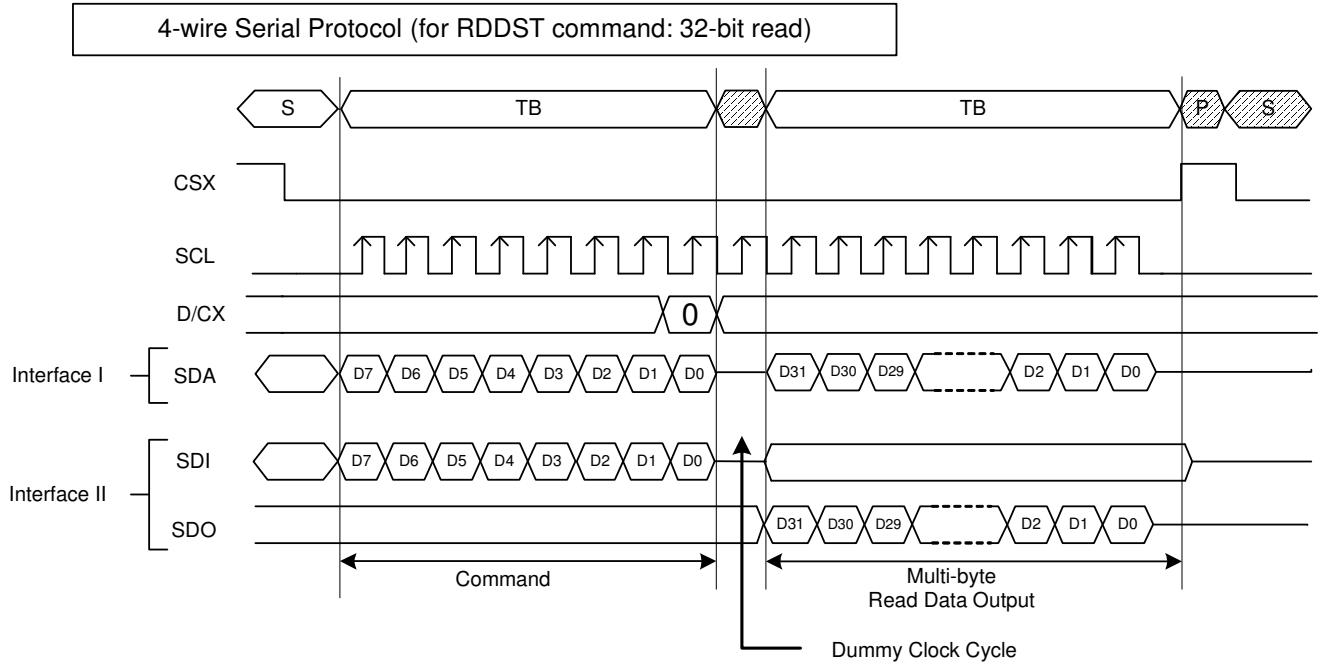 4-wire Serial Protocol (for RDDST command: 32-bit read)
S TB TB P S
CSX
SCL
D/CX 0
Interface I SDA D7 D6 D5 D4 D3 D2 D1 D0 D31 D30 D29 D2 D1 D0
SDI D7 D6 D5 D4 D3 D2 D1 D0
Interface II
SDO D31 D30 D29 D2 D1 D0
Command
Multi-byte
Read Data Output
Dummy Clock Cycle